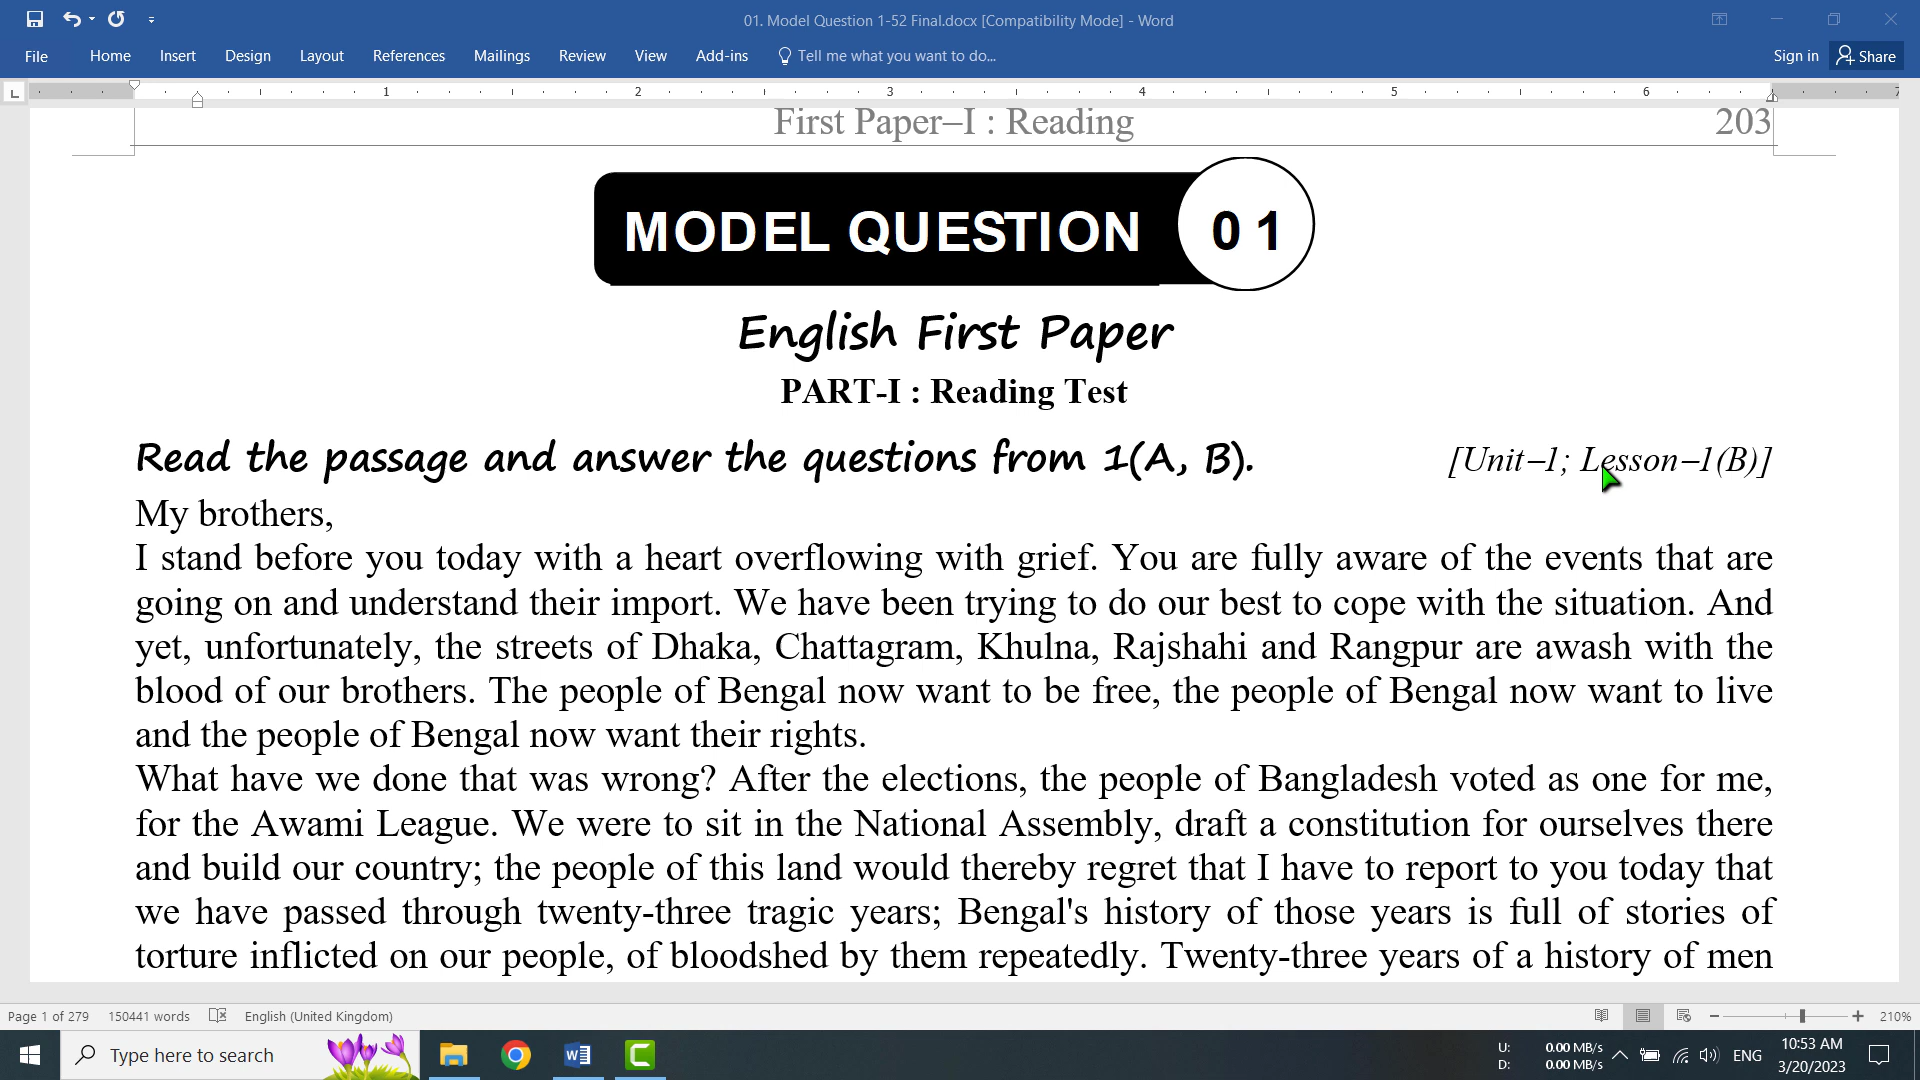 01. Model Question 1-52 Final.docx [Compatibility Mode] - Word
File Home Insert Design Layout References Mailings Review View Add-ins Tell me what you want to do... Sign in Share
1 2 3 4 5 6 7
First Paper–I : Reading 203
MODEL QUESTION 01
English First Paper
PART-I : Reading Test
Read the passage and answer the questions from 1(A, B). [Unit–1; Lesson–1(B)]
My brothers,
I stand before you today with a heart overflowing with grief. You are fully aware of the events that are
going on and understand their import. We have been trying to do our best to cope with the situation. And
yet, unfortunately, the streets of Dhaka, Chattagram, Khulna, Rajshahi and Rangpur are awash with the
blood of our brothers. The people of Bengal now want to be free, the people of Bengal now want to live
and the people of Bengal now want their rights.
What have we done that was wrong? After the elections, the people of Bangladesh voted as one for me,
for the Awami League. We were to sit in the National Assembly, draft a constitution for ourselves there
and build our country; the people of this land would thereby regret that I have to report to you today that
we have passed through twenty-three tragic years; Bengal's history of those years is full of stories of
torture inflicted on our people, of bloodshed by them repeatedly. Twenty-three years of a history of men
Page 1 of 279 150441 words English (United Kingdom) 210%
Type here to search U: 0.00 MB/s ENG 10:53 AM
D: 0.00 MB/s 3/20/2023